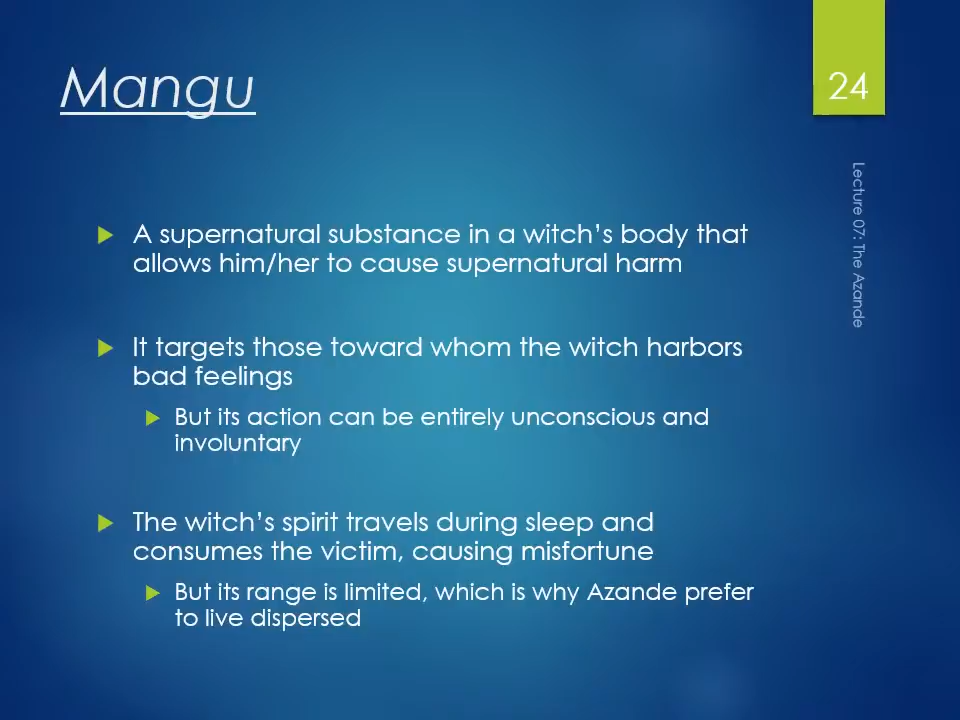 Mangu
24
Lecture 07: The Azande
A supernatural substance in a witch’s body that
allows him/her to cause supernatural harm
It targets those toward whom the witch harbors
bad feelings
But its action can be entirely unconscious and
involuntary
The witch’s spirit travels during sleep and
consumes the victim, causing misfortune
But its range is limited, which is why Azande prefer
to live dispersed